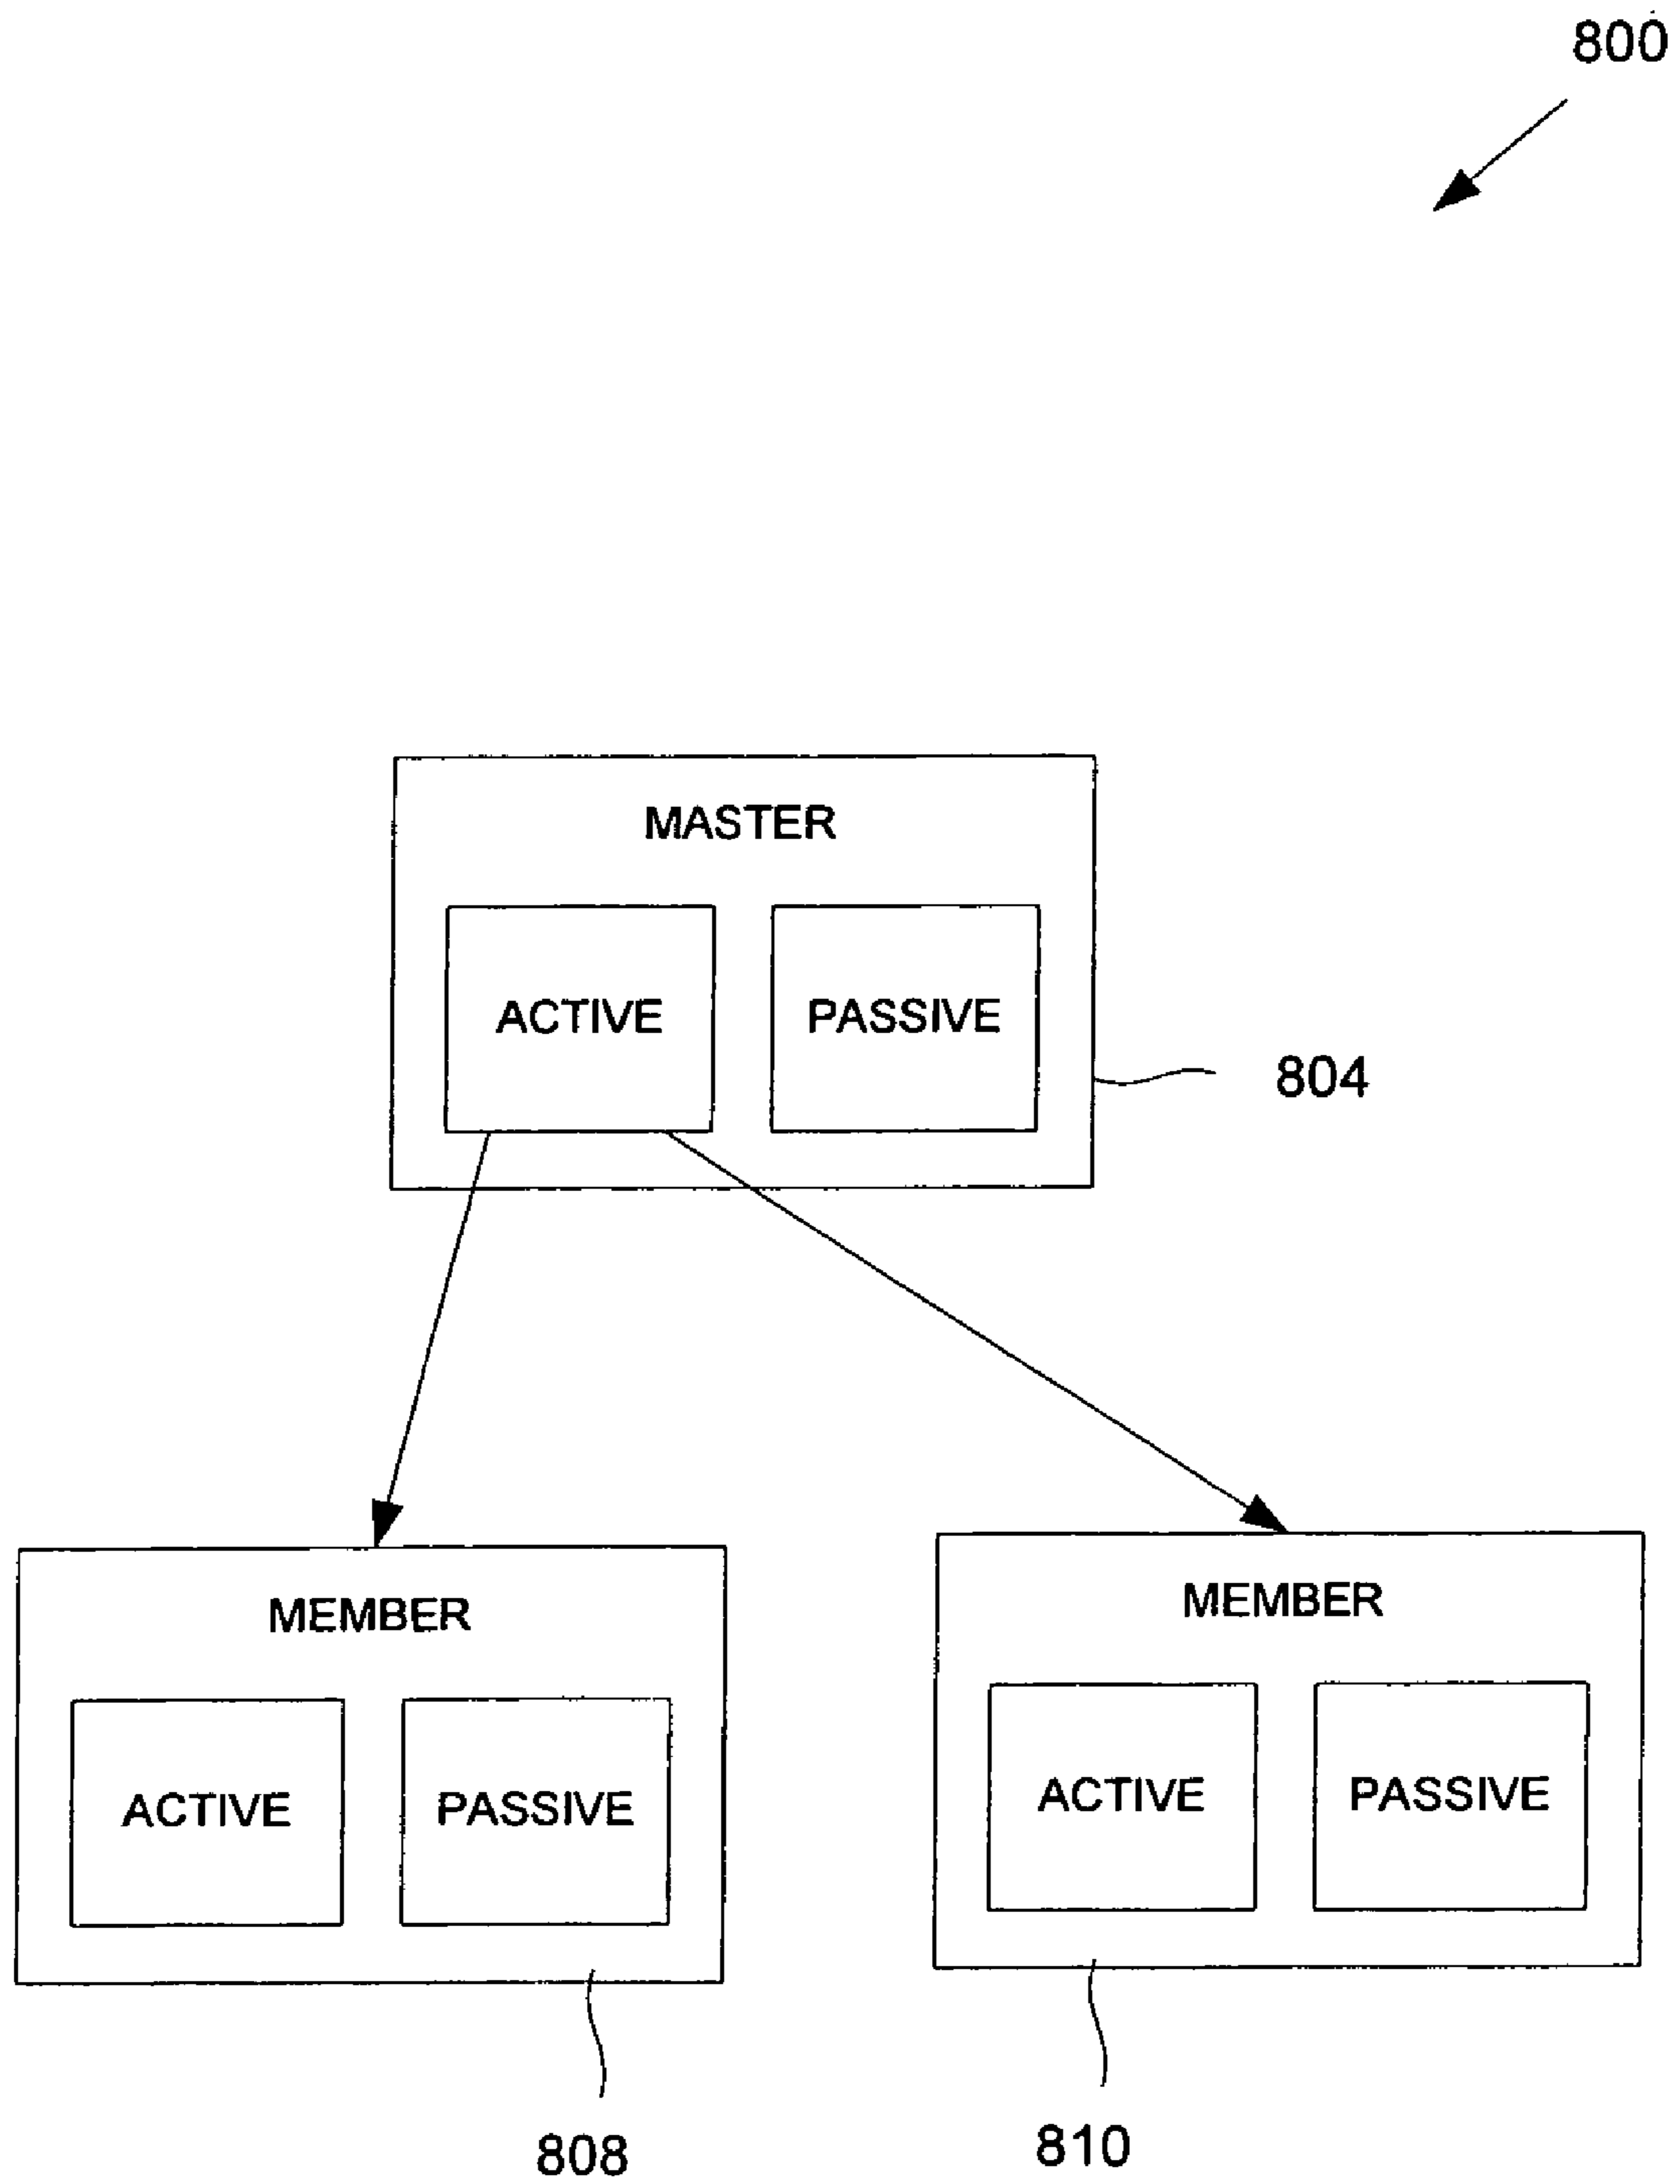 800
MASTER
ACTIVE PASSIVE
804
MEMBER MEMBER
ACTIVE PASSIVE ACTIVE PASSIVE
808 810